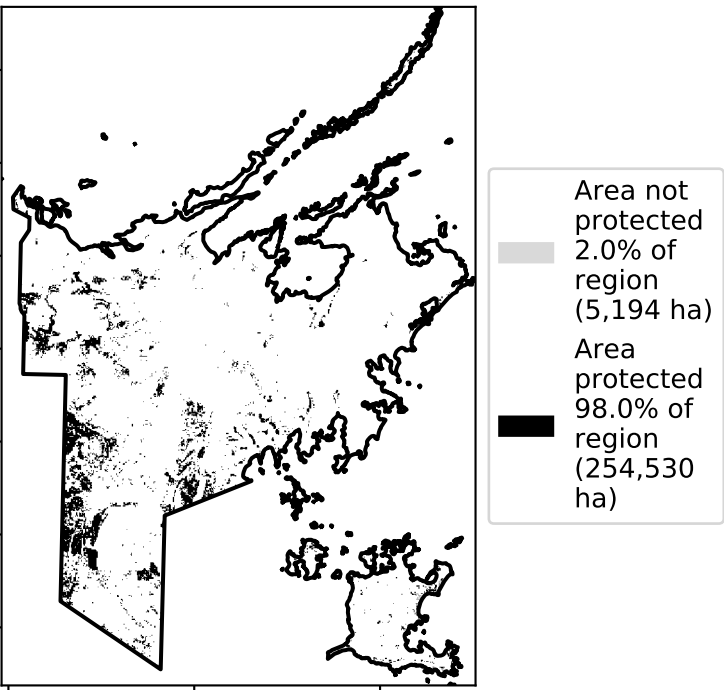 Area not
protected
2.0% of
region
(5,194 ha)
Area
protected
98.0% of
region
(254,530
ha)